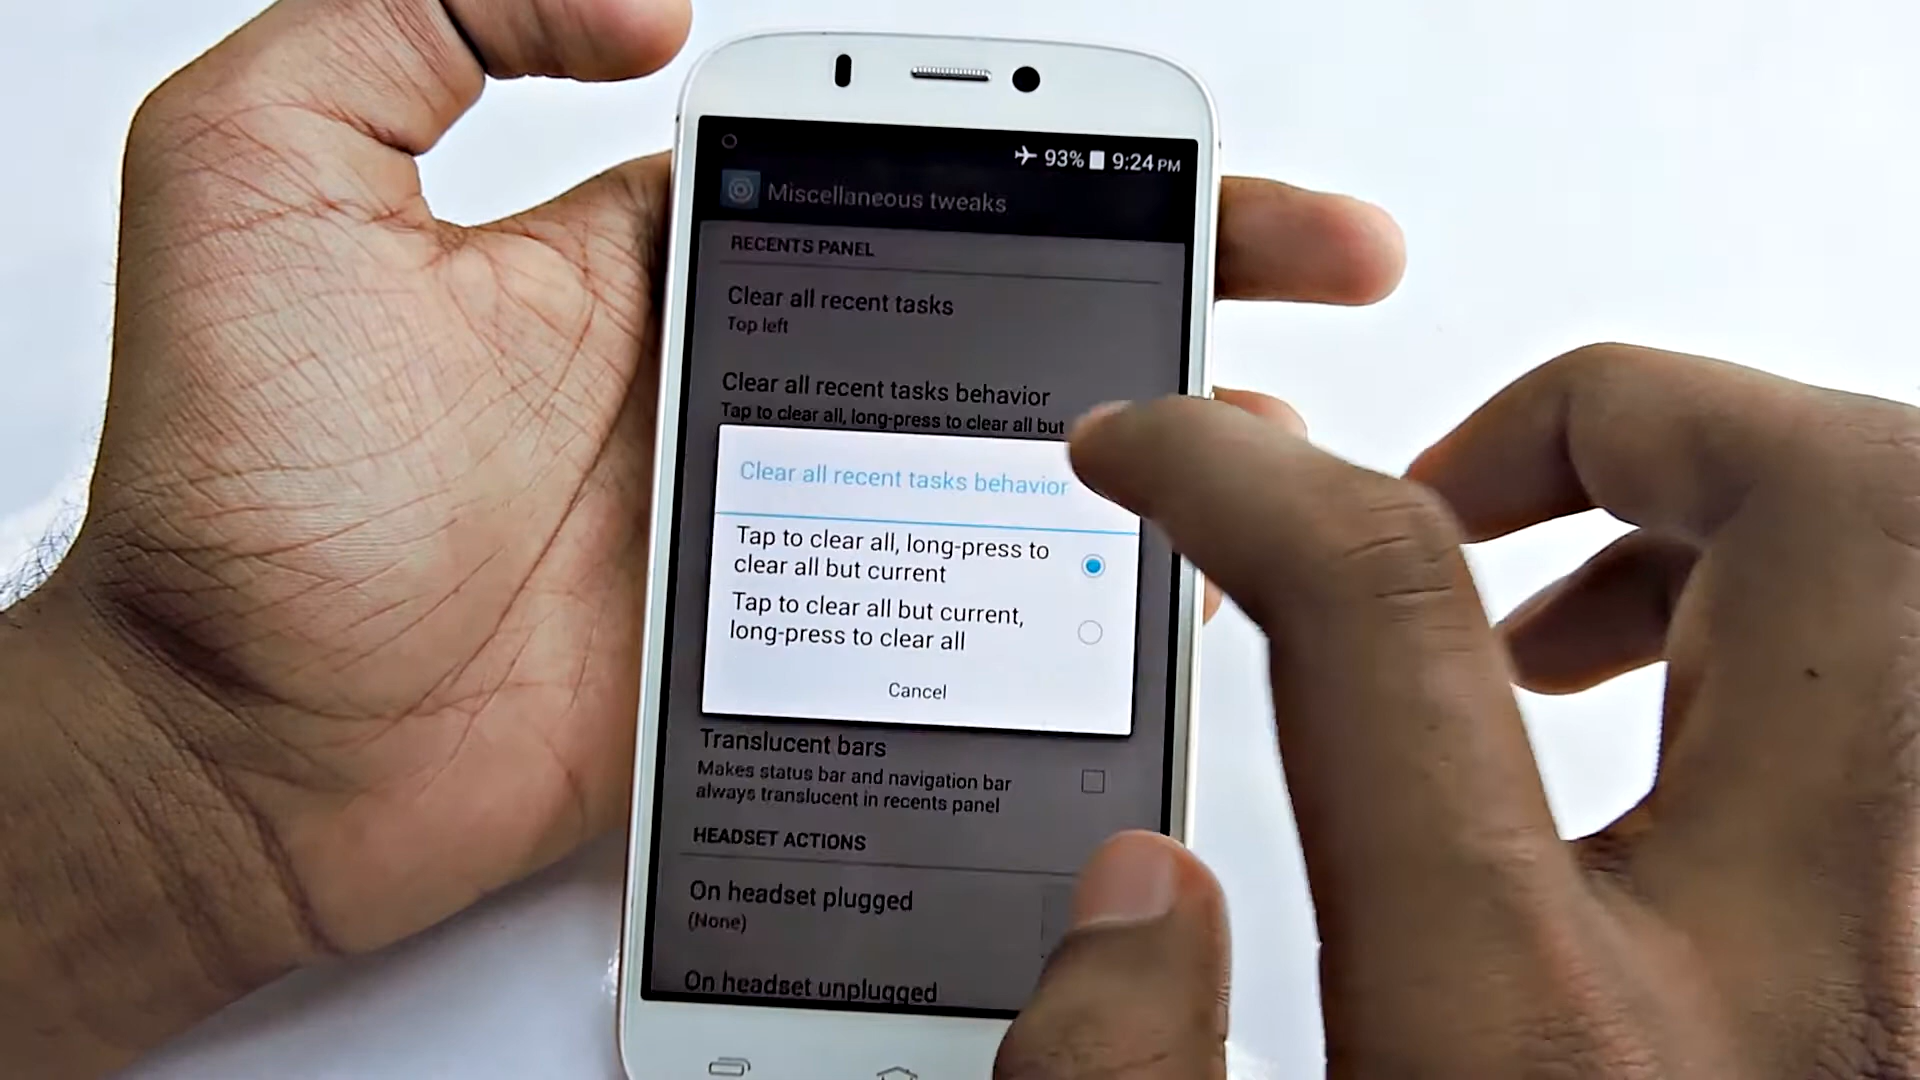 93% 9:24 PM
Miscellaneous tweaks
RECENTS PANEL
Clear all recent tasks
Top left
Clear all recent tasks behavior
Tap to clear all, long-press to clear all but
Clear all recent tasks behavior
Tap to clear all, long-press to
clear all but current
Tap to clear all but current,
long-press to clear all
Cancel
Translucent bars
Makes status bar and navigation bar
always translucent in recents panel
HEADSET ACTIONS
On headset plugged
(None)
On headset unplugged